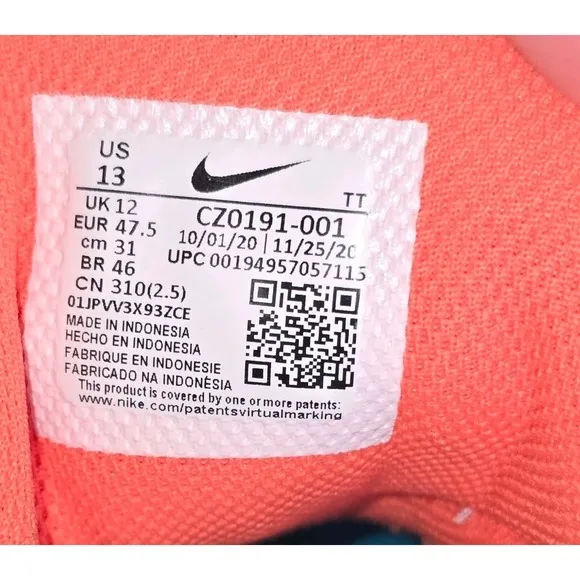 US
13
TT
UK 12
CZ0191-001
EUR 47.5
10/01/20 | 11/25/20
cm 31
UPC 00194957057115
BR 46
CN 310(2.5)
01JPVV3X93ZCE
MADE IN INDONESIA
HECHO EN INDONESIA
FABRIQUE EN INDONESIE
FABRICADO NA INDONÉSIA
This product is covered by one or more patents:
www.nike.com/patentsvirtualmarking